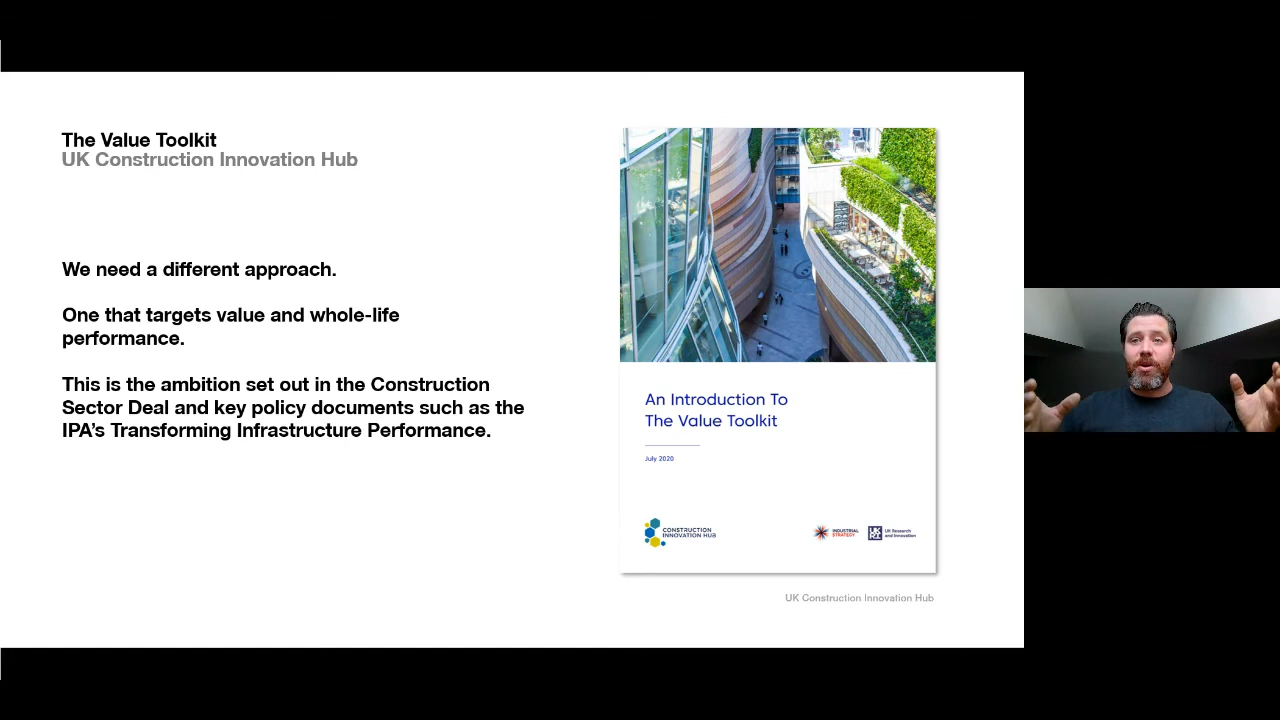 The Value Toolkit
UK Construction Innovation Hub
We need a different approach.
One that targets value and whole-life
performance.
This is the ambition set out in the Construction
Sector Deal and key policy documents such as the
IPA’s Transforming Infrastructure Performance.
An Introduction To
The Value Toolkit
July 2020
CONSTRUCTION
INNOVATION HUB
INDUSTRIAL
STRATEGY
UK
RI
UK Research
and Innovation
UK Construction Innovation Hub